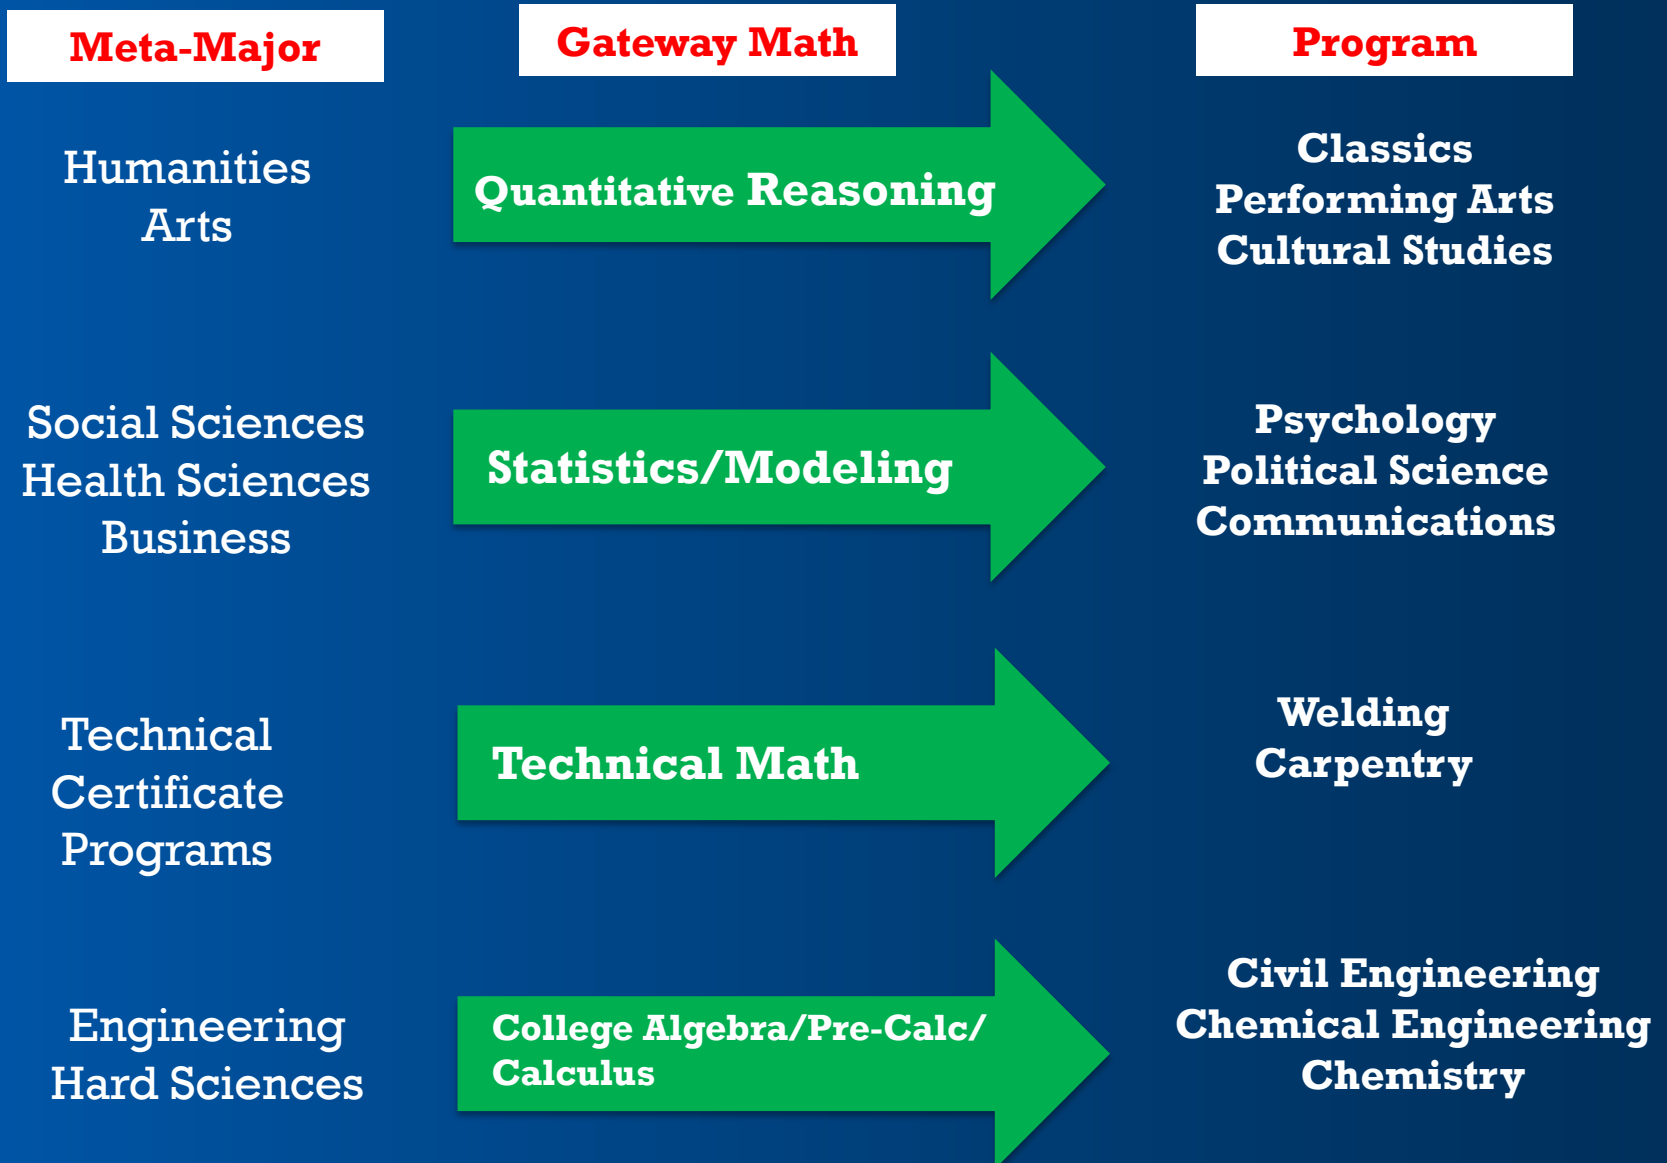 Meta-Major
Gateway Math
Program
Humanities
Arts
Quantitative Reasoning
Classics
Performing Arts
Cultural Studies
Social Sciences
Health Sciences
Business
Statistics/Modeling
Psychology
Political Science
Communications
Technical
Certificate
Programs
Technical Math
Welding
Carpentry
Engineering
Hard Sciences
College Algebra/Pre-Calc/
Calculus
Civil Engineering
Chemical Engineering
Chemistry